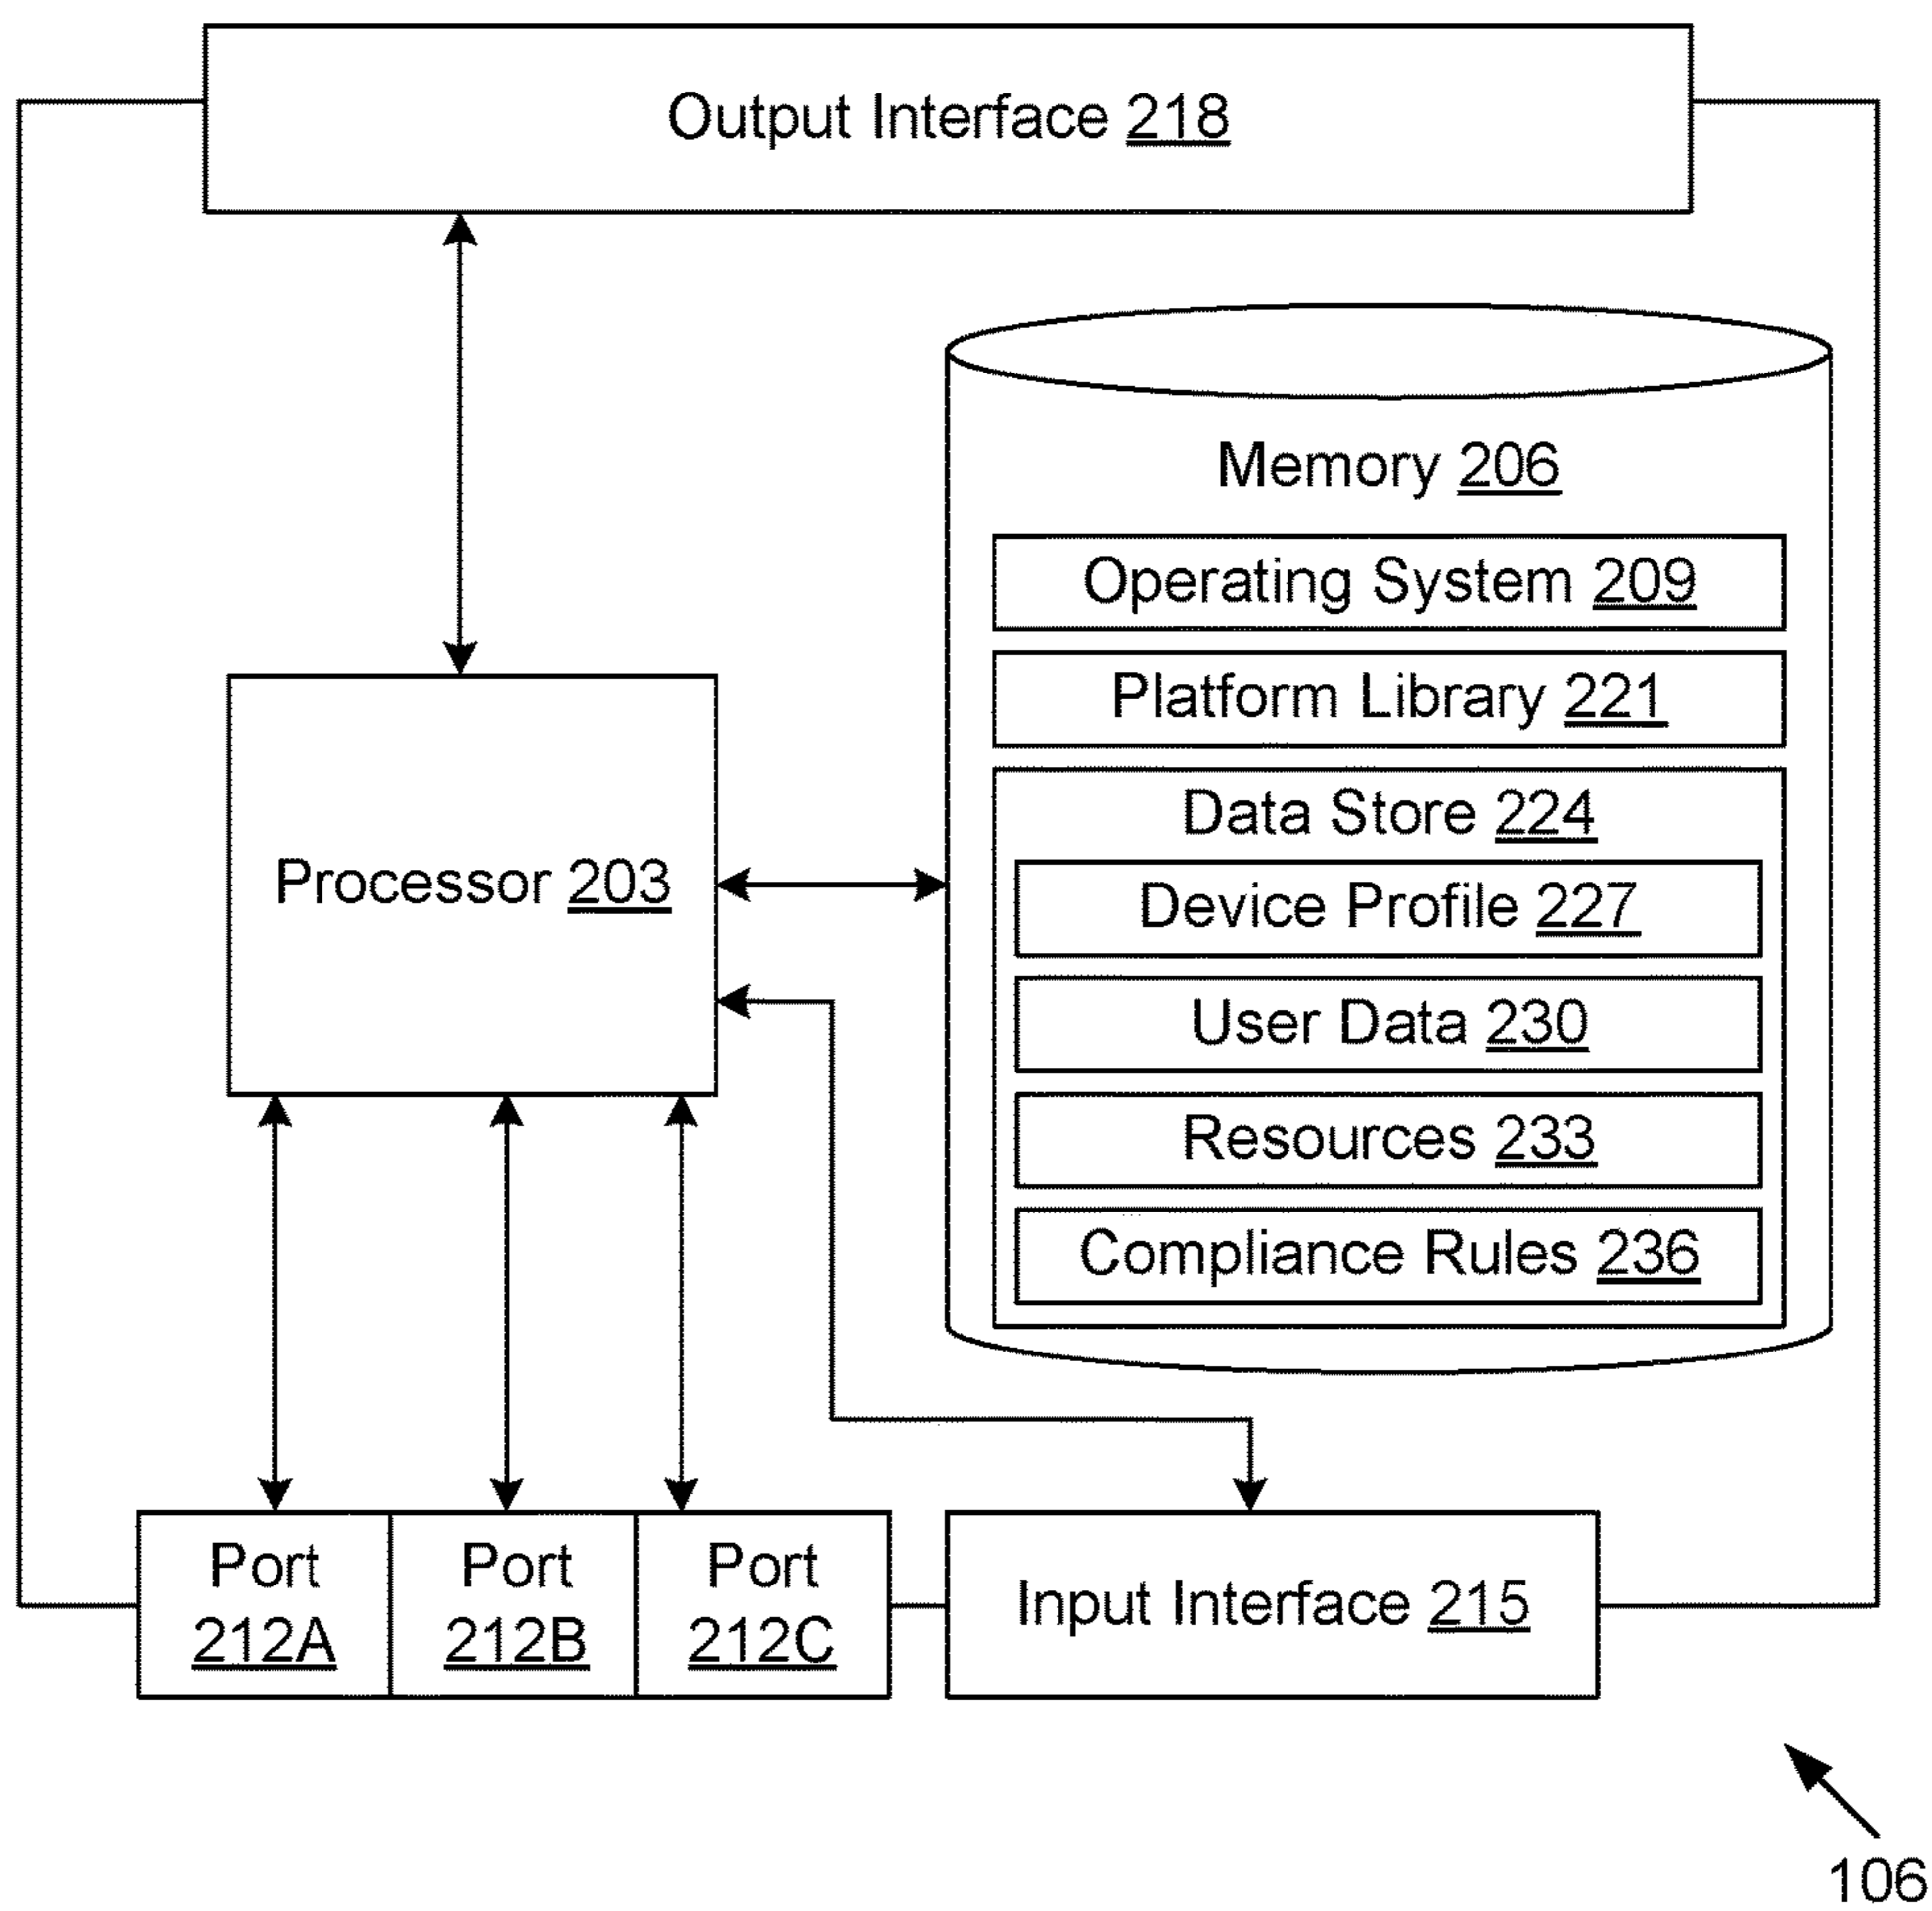 Output Interface 218
Memory 206
Operating System 209
Platform Library 221
Data Store 224
Processor 203
Device Profile 227
User Data 230
Resources 233
Compliance Rules 236
Port
212A
Port
212B
Port
212C
Input Interface 215
106